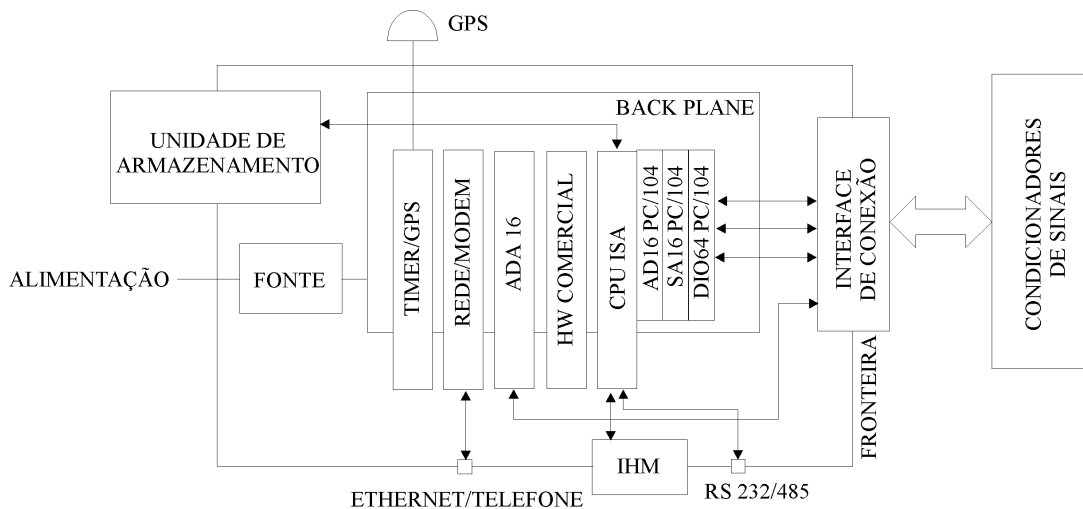 GPS
BACK PLANE
UNIDADE DE
ARMAZENAMENTO
ALIMENTAÇÃO
FONTE
TIMER/GPS
REDE/MODEM
ADA 16
HW COMERCIAL
CPU ISA
AD16 PC/104
SA16 PC/104
DIO64 PC/104
INTERFACE
DE CONEXÃO
FRONTEIRA
CONDICIONADORES
DE SINAIS
ETHERNET/TELEFONE
IHM
RS 232/485